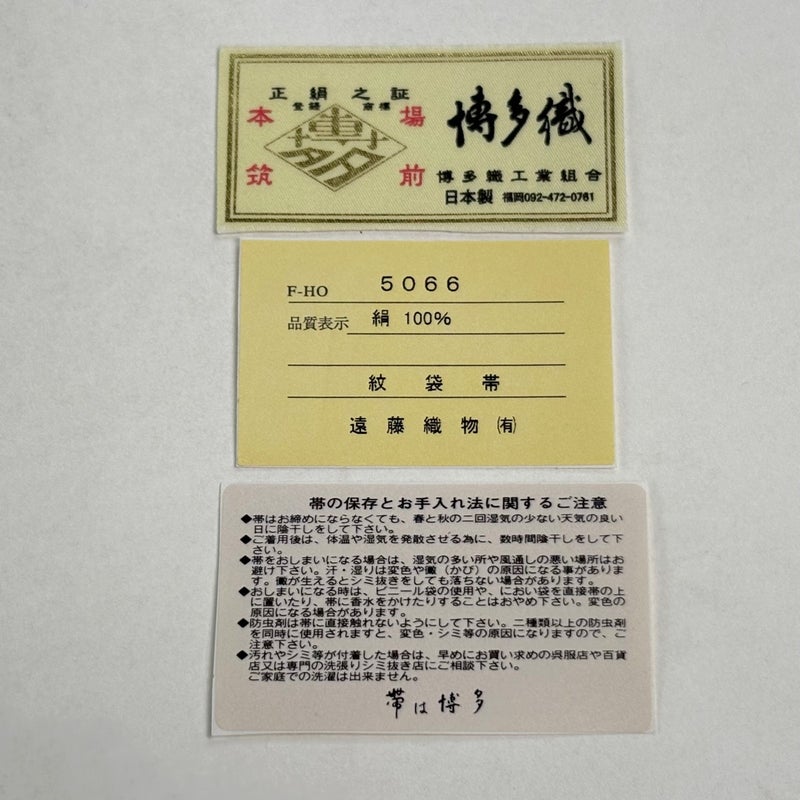 正絹之証
登録 商標
本場
筑前
博多
博多織
博多織工業組合
日本製 福岡092-472-0761
F-HO 5066
品質表示 絹 100%
紋袋帯
遠藤織物㈲
帯の保存とお手入れ法に関するご注意
◆帯はお締めにならなくても、春と秋の二回湿気の少ない天気の良い
日に陰干しをして下さい。
◆ご着用後は、体温や湿気を発散させる為に、数時間陰干しをして下
さい。
◆帯をおしまいになる場合は、湿気の多い所や風通しの悪い場所はお
避け下さい。汗・湿りは変色や黴（かび）の原因になる事がありま
す。黴が生えるとシミ抜きをしても落ちない場合があります。
◆おしまいになる時は、ビニール袋の使用や、におい袋を直接帯の上
に置いたり、帯に香水をかけたりすることはおやめ下さい。変色の
原因になる場合があります。
◆防虫剤は帯に直接触れないようにして下さい。二種類以上の防虫剤
を同時に使用されますと、変色・シミ等の原因になりますので、ご
注意下さい。
◆汚れやシミ等が付着した場合は、早めにお買い求めの呉服店や百貨
店又は専門の洗張りシミ抜き店にご相談下さい。
ご家庭での洗濯は出来ません。
帯は博多